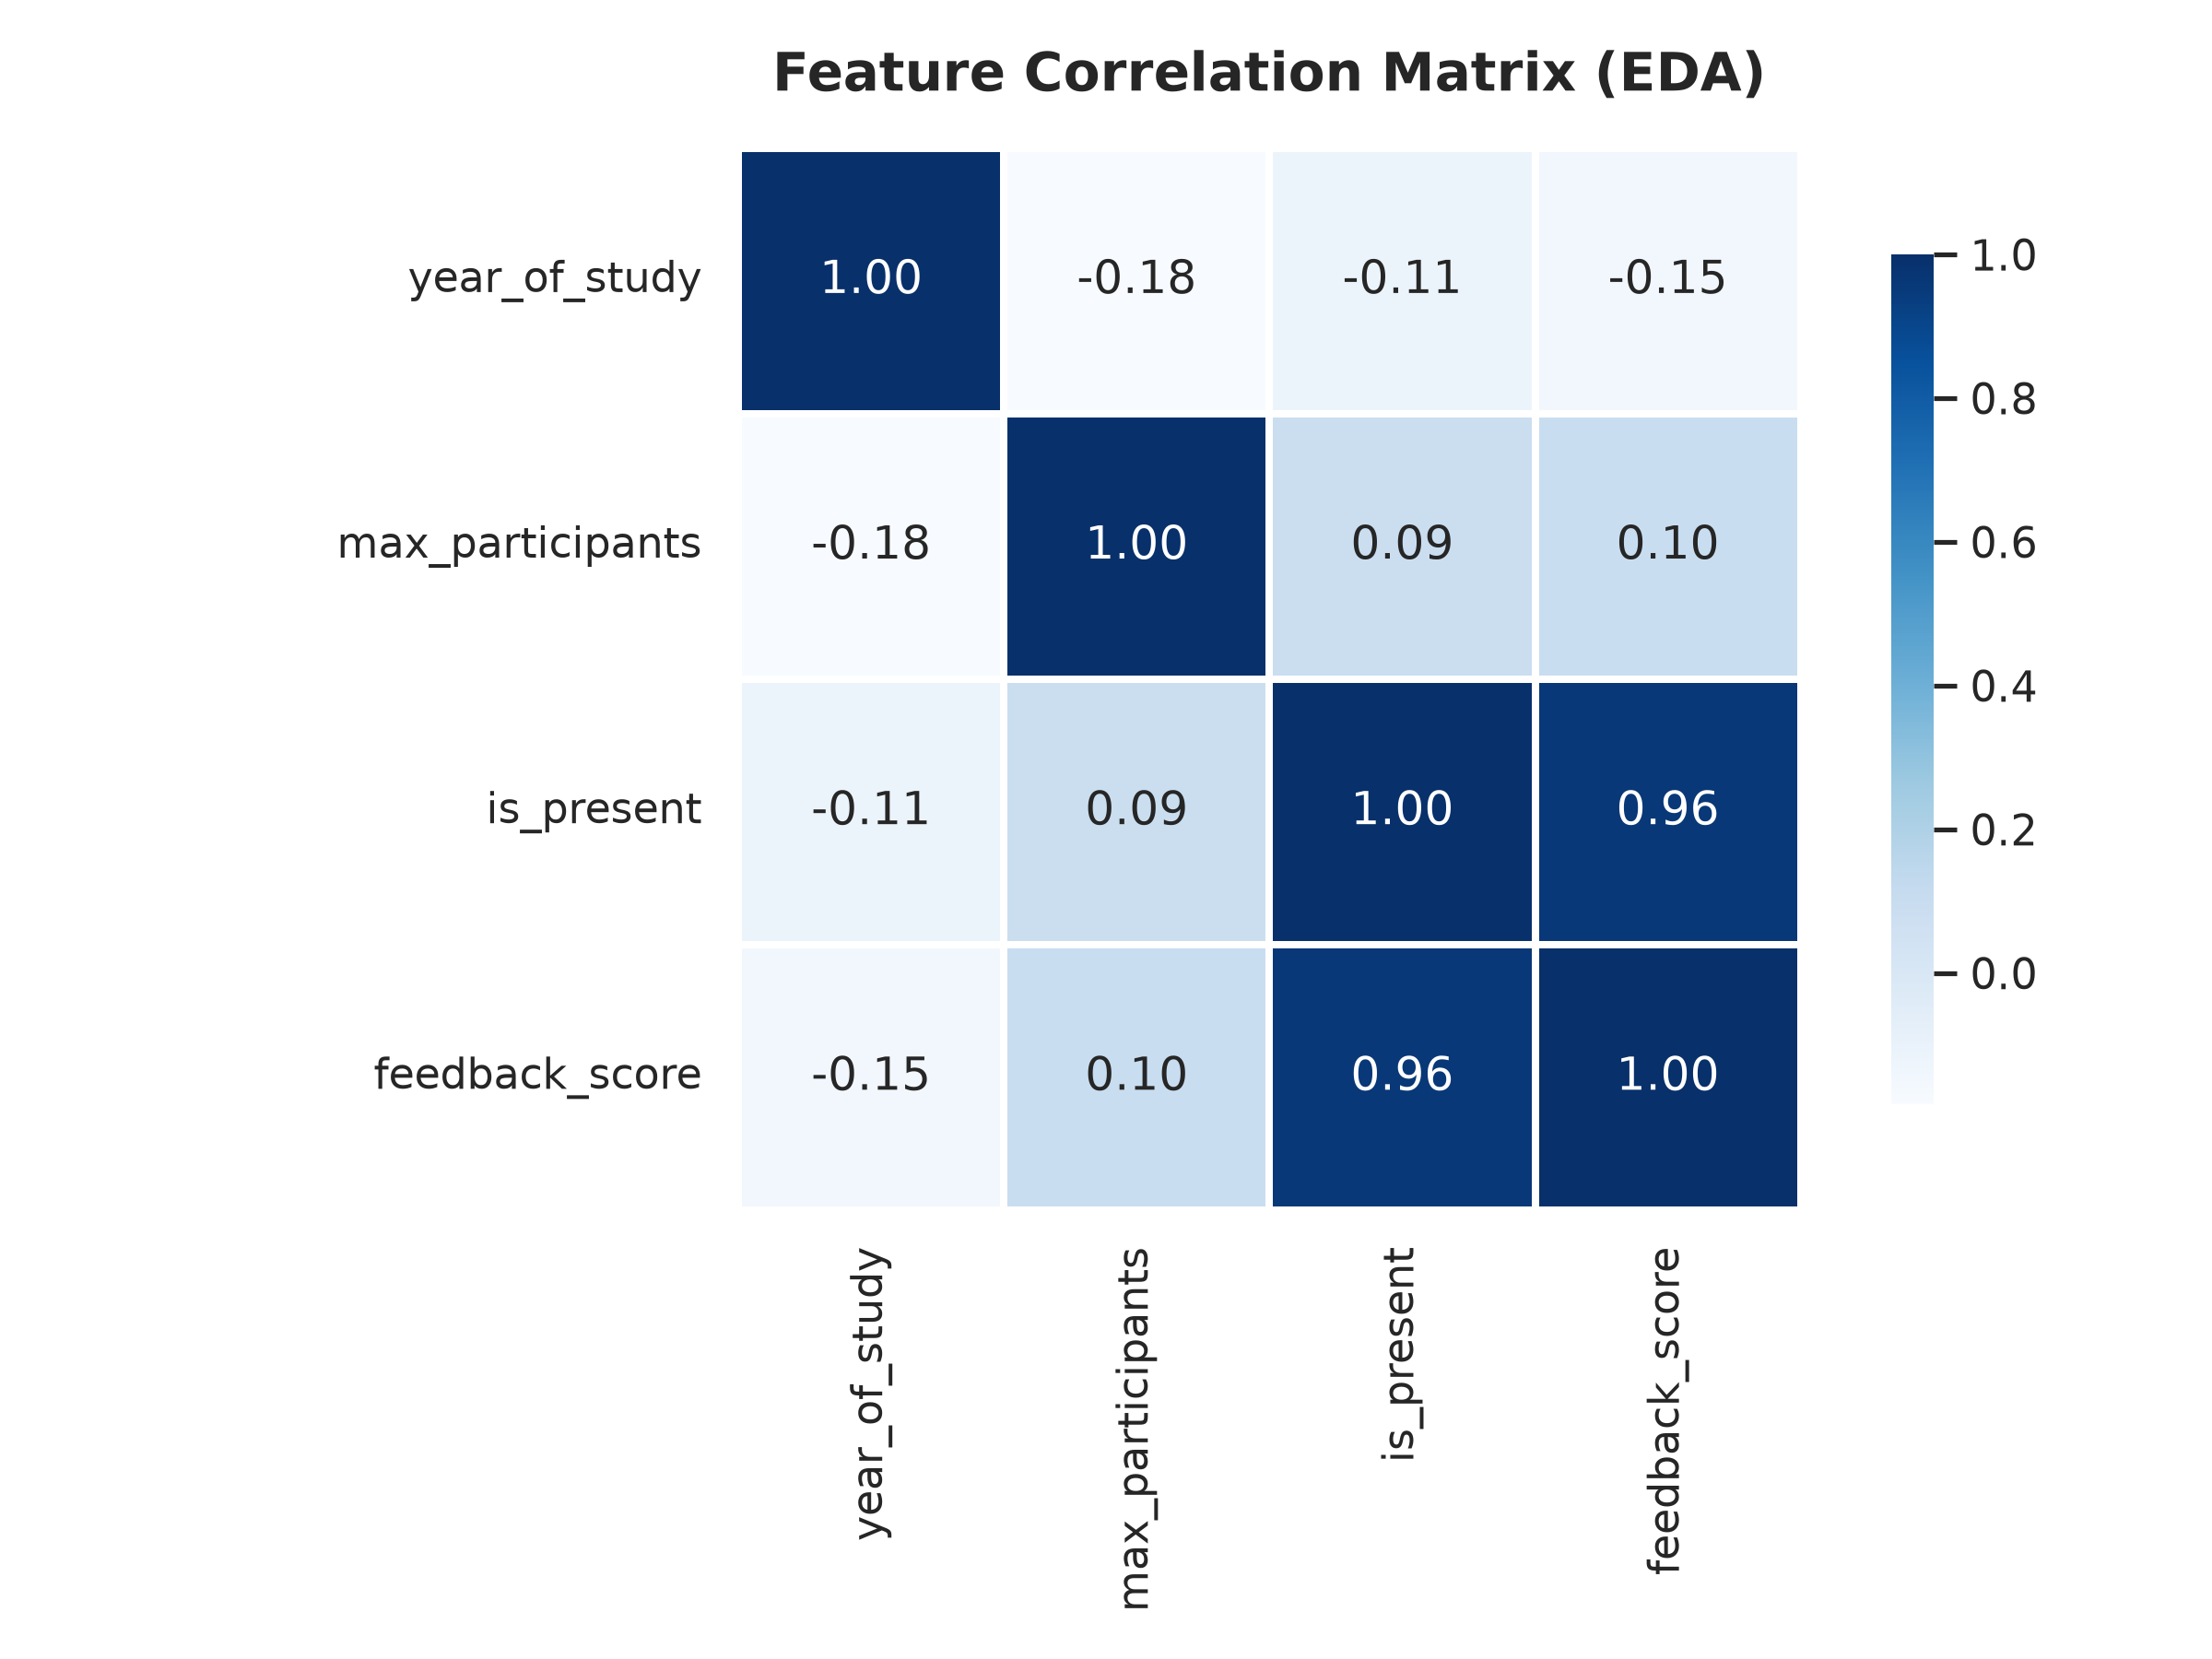 Feature Correlation Matrix (EDA)
year_of_study 1.00 -0.18 -0.11 -0.15
max_participants -0.18 1.00 0.09 0.10
is_present -0.11 0.09 1.00 0.96
feedback_score -0.15 0.10 0.96 1.00
year_of_study
max_participants
is_present
feedback_score
1.0
0.8
0.6
0.4
0.2
0.0